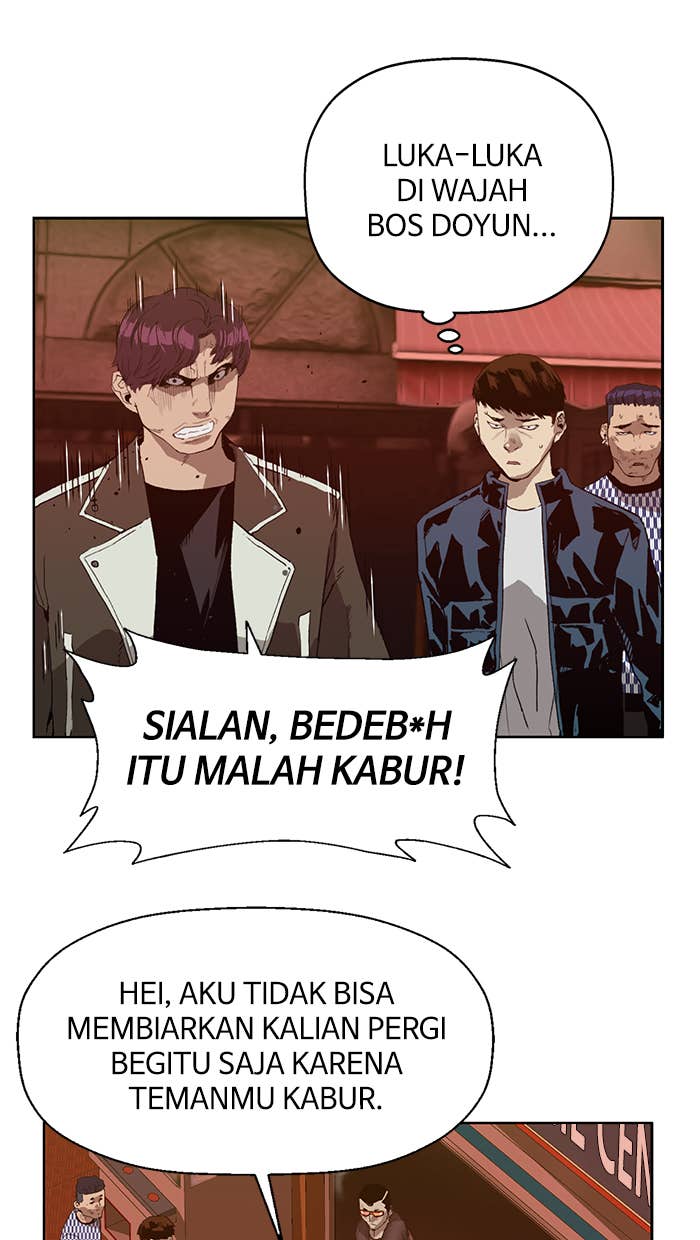 LUKA-LUKA
DI WAJAH
BOS DOYUN...
SIALAN, BEDEB*H
ITU MALAH KABUR!
HEI, AKU TIDAK BISA
MEMBIARKAN KALIAN PERGI
BEGITU SAJA KARENA
TEMANMU KABUR.